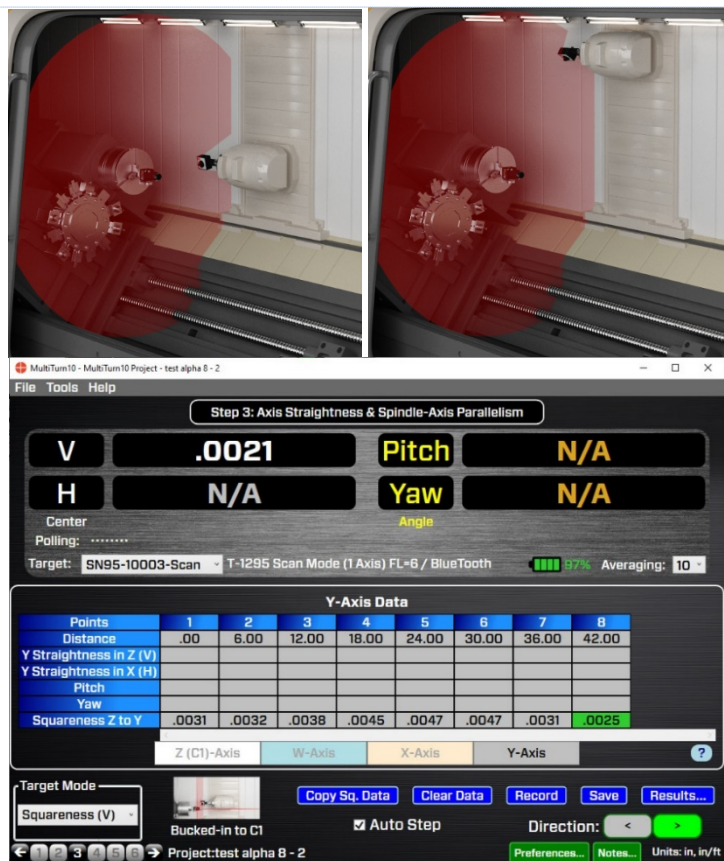 MultiTurn10 - MultiTurn10 Project - test alpha 8 - 2
File Tools Help
Step 3: Axis Straightness & Spindle-Axis Parallelism
V .0021 Pitch N/A
H N/A Yaw N/A
Center Angle
Polling: ........
Target: SN95-10003-Scan T-1295 Scan Mode (1 Axis) FL=6 / BlueTooth 97% Averaging: 10
Y-Axis Data
Points 1 2 3 4 5 6 7 8
Distance .00 6.00 12.00 18.00 24.00 30.00 36.00 42.00
Y Straightness in Z (V)
Y Straightness in X (H)
Pitch
Yaw
Squareness Z to Y .0031 .0032 .0038 .0045 .0047 .0047 .0031 .0025
Z (C1)-Axis W-Axis X-Axis Y-Axis ?
Target Mode
Squareness (V)
Copy Sq. Data Clear Data Record Save Results...
Bucked-in to C1 Auto Step Direction: < >
1 2 3 4 5 6 Project:test alpha 8 - 2 Preferences... Notes... Units: in, in/ft